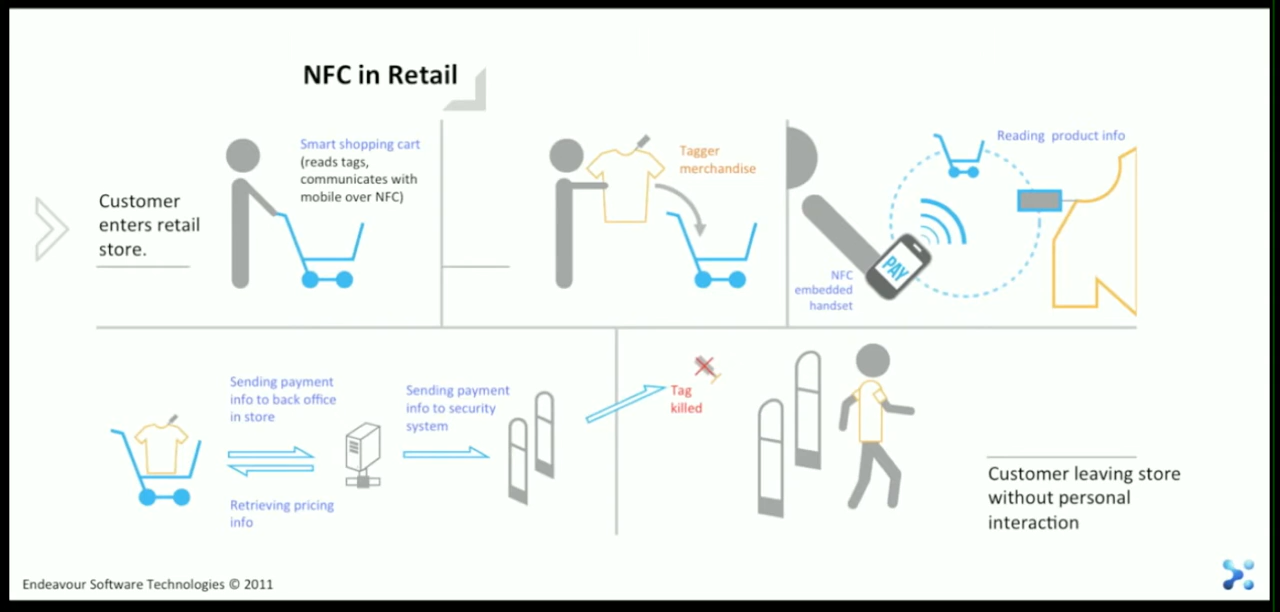 NFC in Retail
Customer
enters retail
store.
Smart shopping cart
(reads tags,
communicates with
mobile over NFC)
Tagger
merchandise
Reading product info
PAY
NFC
embedded
handset
Sending payment
info to back office
in store
Retrieving pricing
info
Sending payment
info to security
system
Tag
killed
Customer leaving store
without personal
interaction
Endeavour Software Technologies © 2011